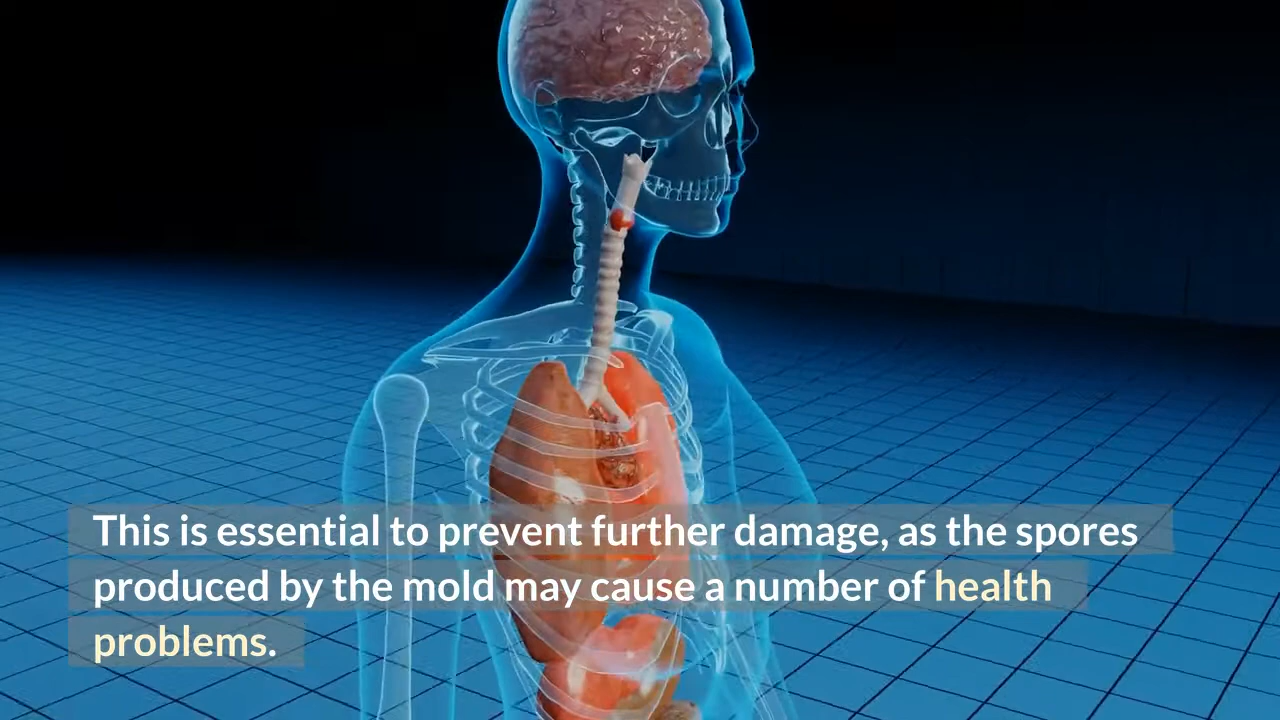 This is essential to prevent further damage, as the spores
produced by the mold may cause a number of health
problems.